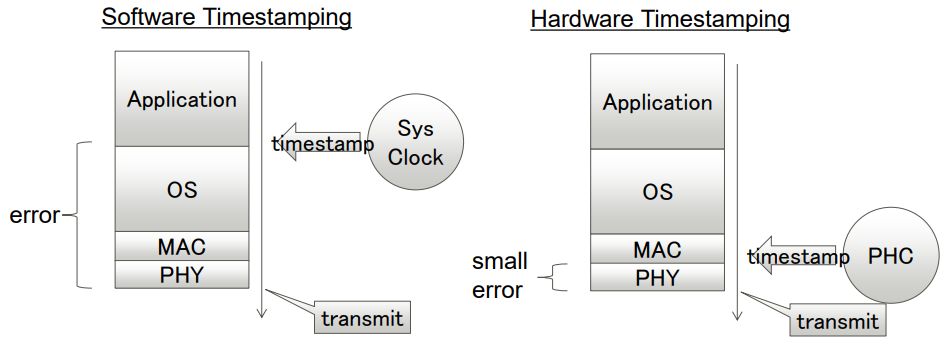 Software Timestamping
Application
timestamp
Sys
Clock
OS
error
MAC
PHY
transmit
Hardware Timestamping
Application
OS
MAC
timestamp
PHC
small
error
PHY
transmit